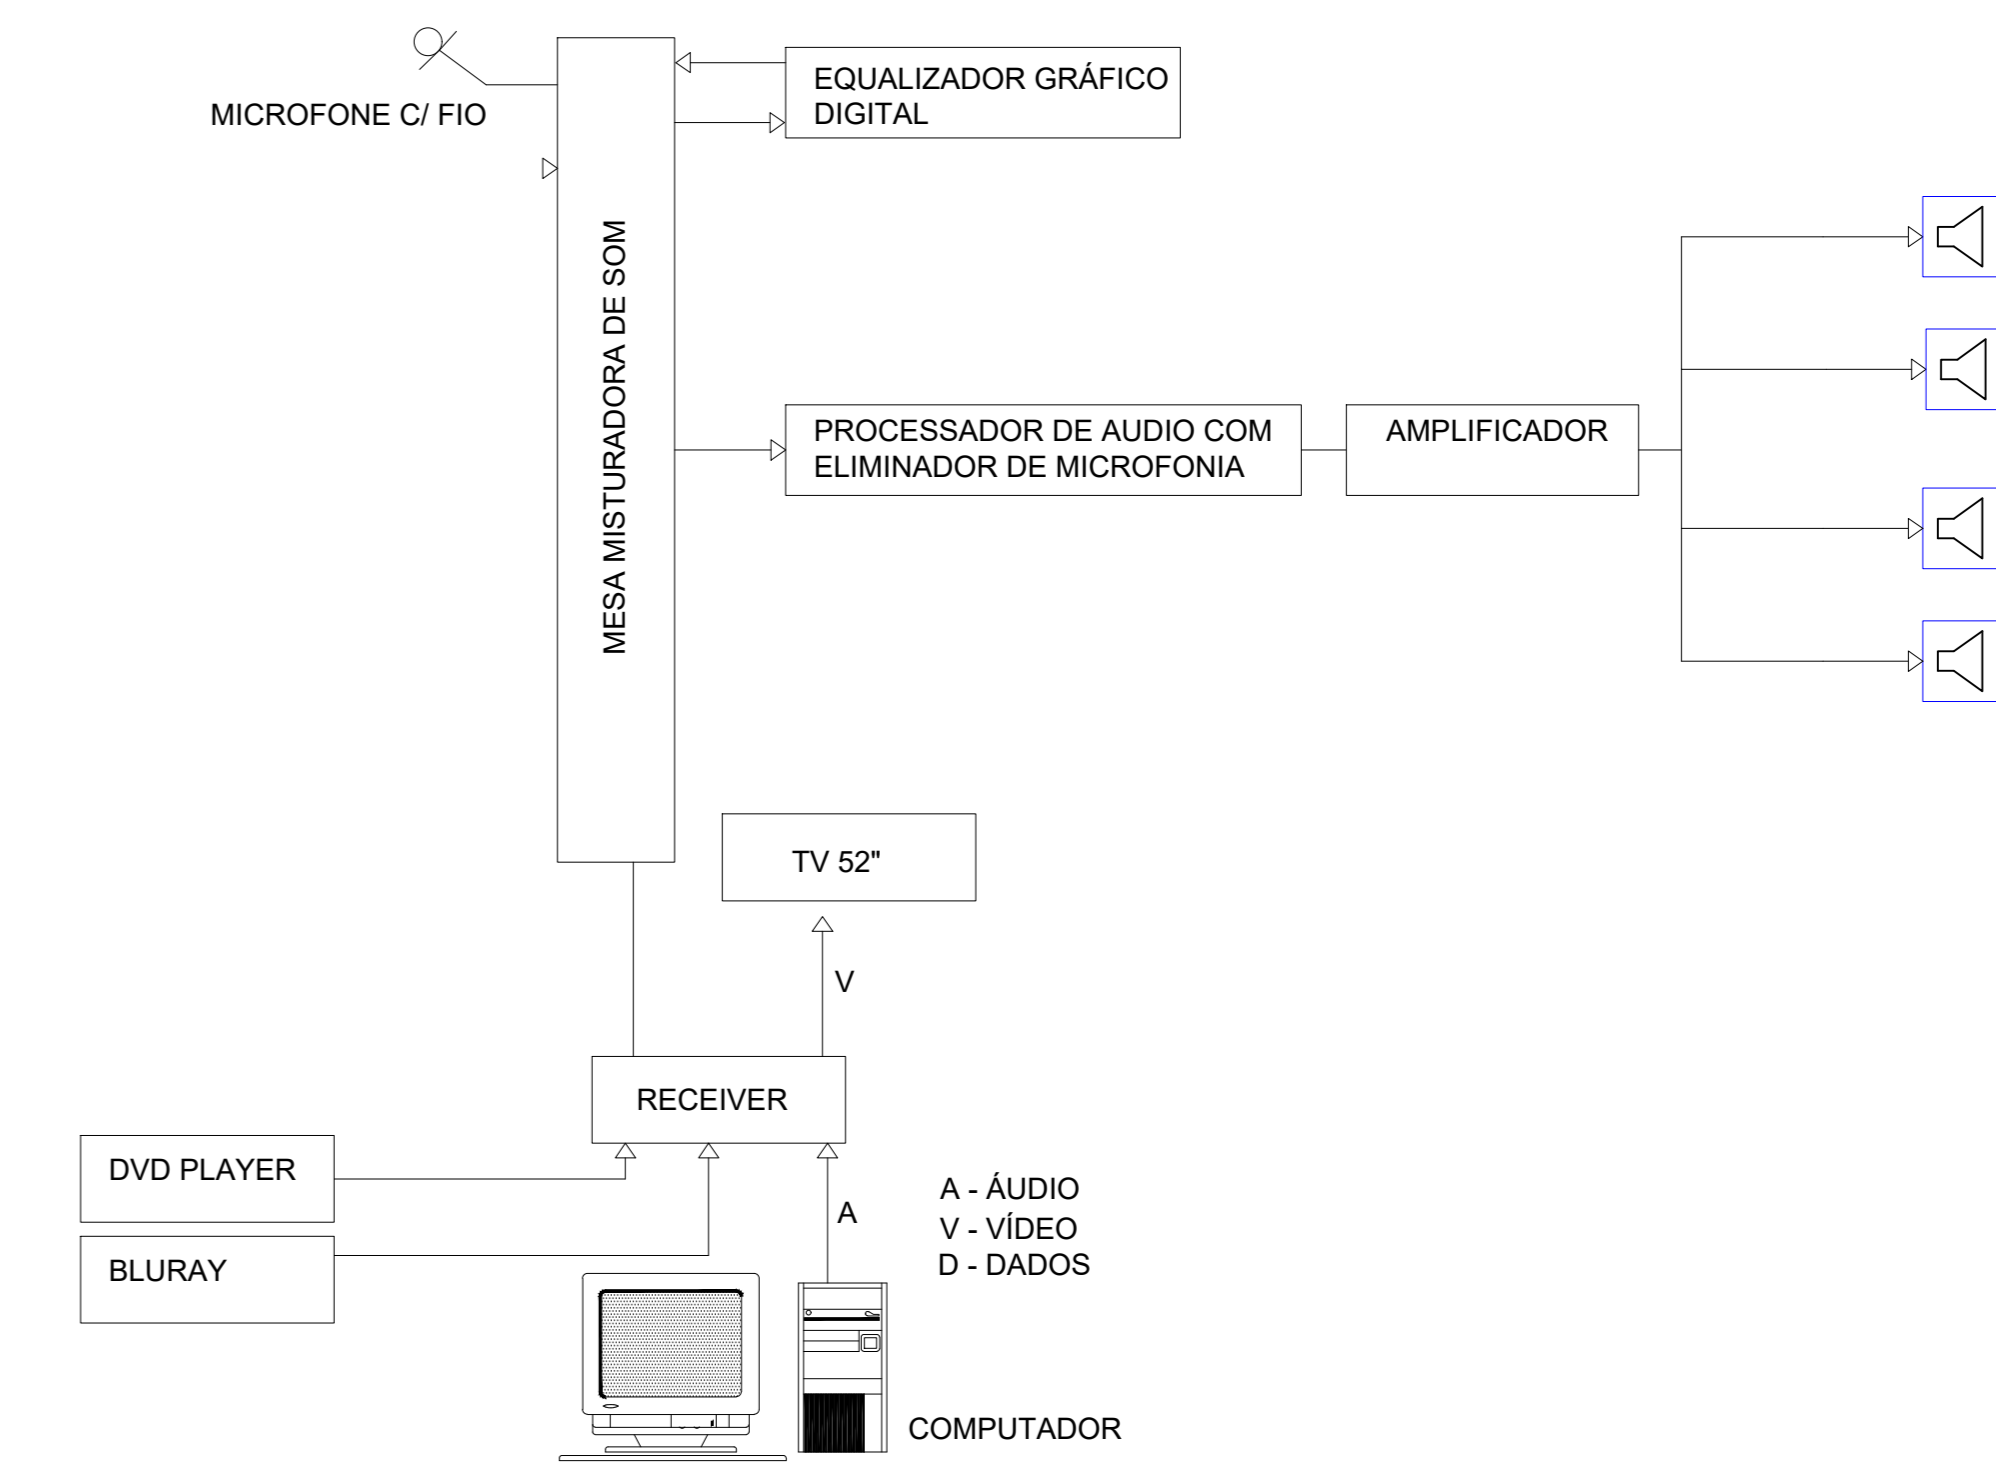 MICROFONE C/ FIO
EQUALIZADOR GRÁFICO
DIGITAL
MESA MISTURADORA DE SOM
PROCESSADOR DE AUDIO COM
ELIMINADOR DE MICROFONIA
AMPLIFICADOR
TV 52"
V
RECEIVER
DVD PLAYER
BLURAY
A
A - ÁUDIO
V - VÍDEO
D - DADOS
COMPUTADOR